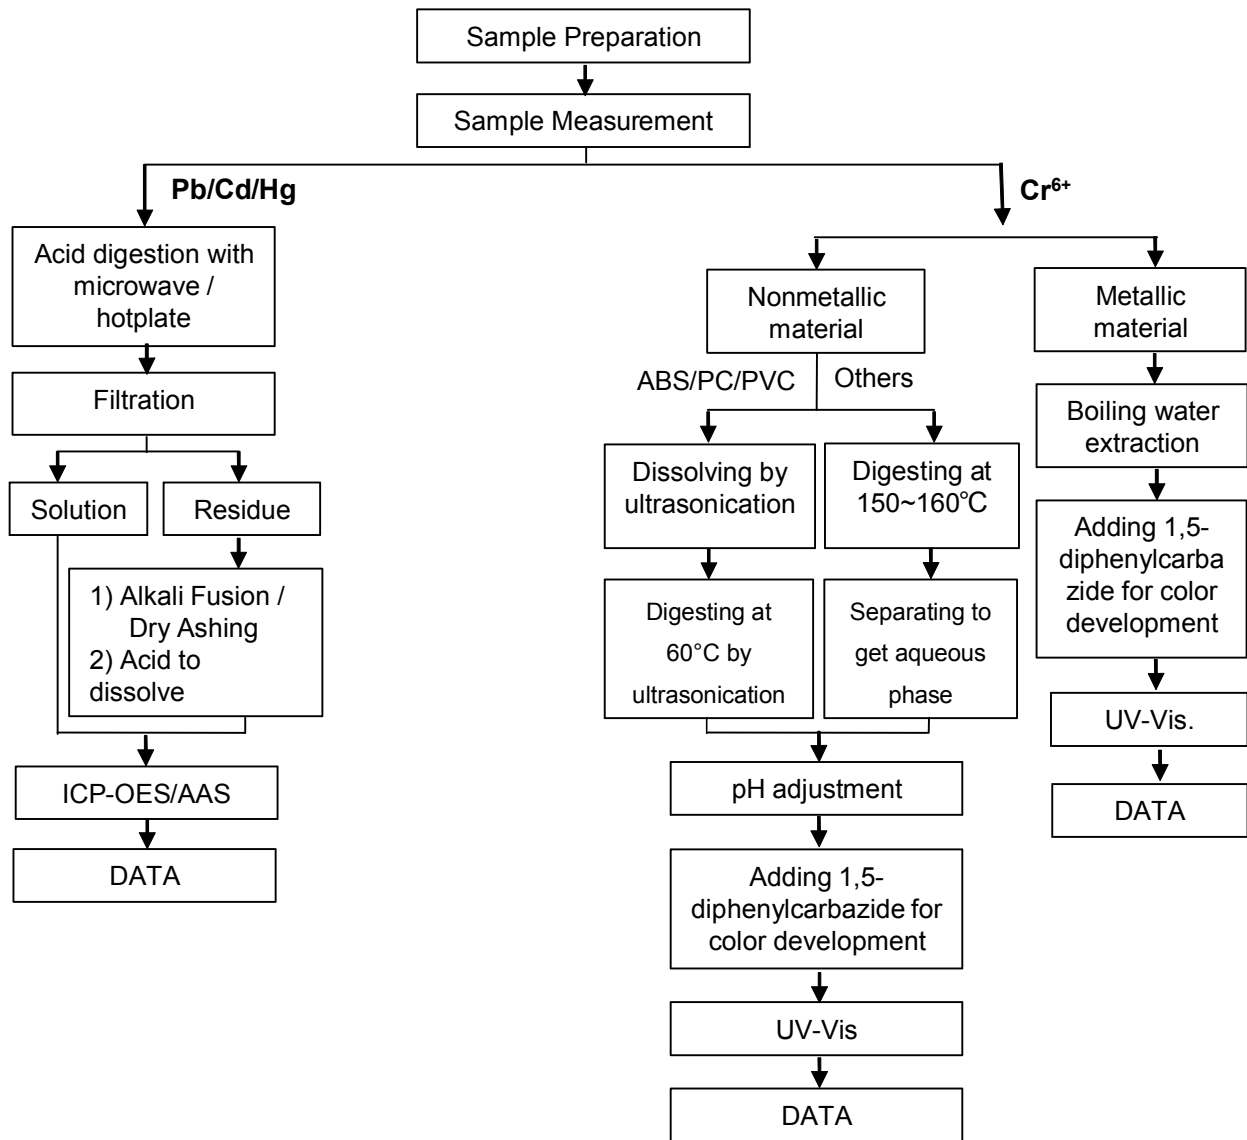 Sample Preparation
Sample Measurement
Pb/Cd/Hg
Cr⁶⁺
Acid digestion with
microwave /
hotplate
Filtration
Solution
Residue
1) Alkali Fusion /
Dry Ashing
2) Acid to
dissolve
ICP-OES/AAS
DATA
Nonmetallic
material
ABS/PC/PVC
Others
Dissolving by
ultrasonication
Digesting at
60°C by
ultrasonication
Digesting at
150~160℃
Separating to
get aqueous
phase
pH adjustment
Adding 1,5-
diphenylcarbazide for
color development
UV-Vis
DATA
Metallic
material
Boiling water
extraction
Adding 1,5-
diphenylcarba
zide for color
development
UV-Vis.
DATA